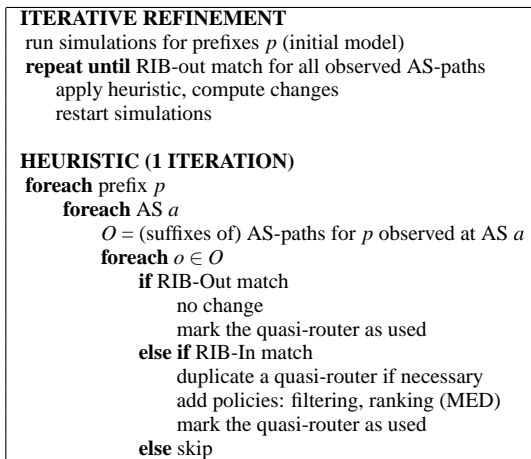 ITERATIVE REFINEMENT
run simulations for prefixes p (initial model)
repeat until RIB-out match for all observed AS-paths
apply heuristic, compute changes
restart simulations
HEURISTIC (1 ITERATION)
foreach prefix p
foreach AS a
O = (suffixes of) AS-paths for p observed at AS a
foreach o ∈ O
if RIB-Out match
no change
mark the quasi-router as used
else if RIB-In match
duplicate a quasi-router if necessary
add policies: filtering, ranking (MED)
mark the quasi-router as used
else skip